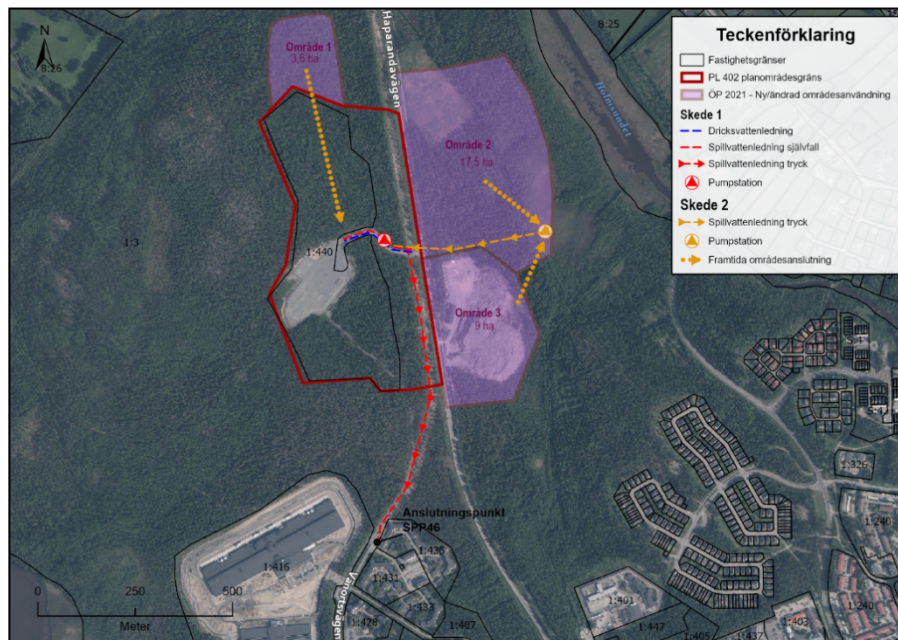 N
8:26
Område 1
3,6 ha
Haparandavägen
8:25
Holmsundet
Område 2
17,5 ha
1:3
1:440
Område 3
9 ha
Teckenförklaring
Fastighetsgränser
PL 402 planområdesgräns
ÖP 2021 - Ny/ändrad områdesanvändning
Skede 1
Dricksvattenledning
Spillvattenledning självfall
Spillvattenledning tryck
Pumpstation
Skede 2
Spillvattenledning tryck
Pumpstation
Framtida områdesanslutning
S:4
S:4
1:326
Anslutningspunkt
SPP46
1:416
1:436
1:431
1:433
1:428
1:407
1:401
1:447
1:405
1:437
1:403
1:240
1:240
0 250 500
Meter